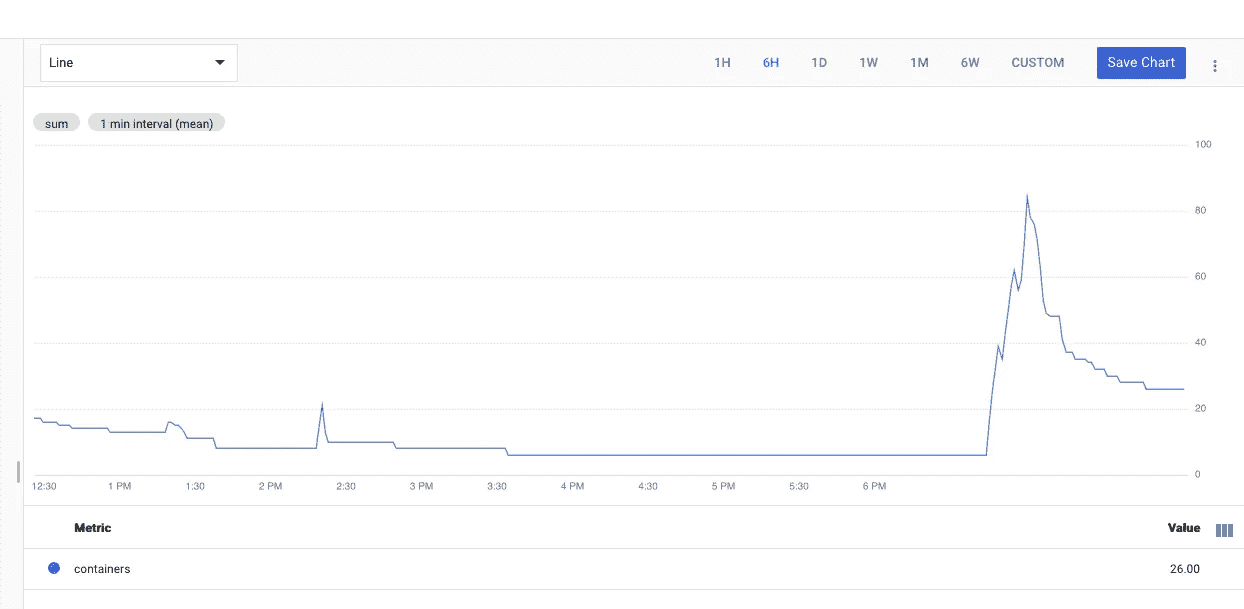 Line 1H 6H 1D 1W 1M 6W CUSTOM Save Chart
sum 1 min interval (mean)
100
80
60
40
20
0
12:30 1 PM 1:30 2 PM 2:30 3 PM 3:30 4 PM 4:30 5 PM 5:30 6 PM
Metric Value
containers 26.00